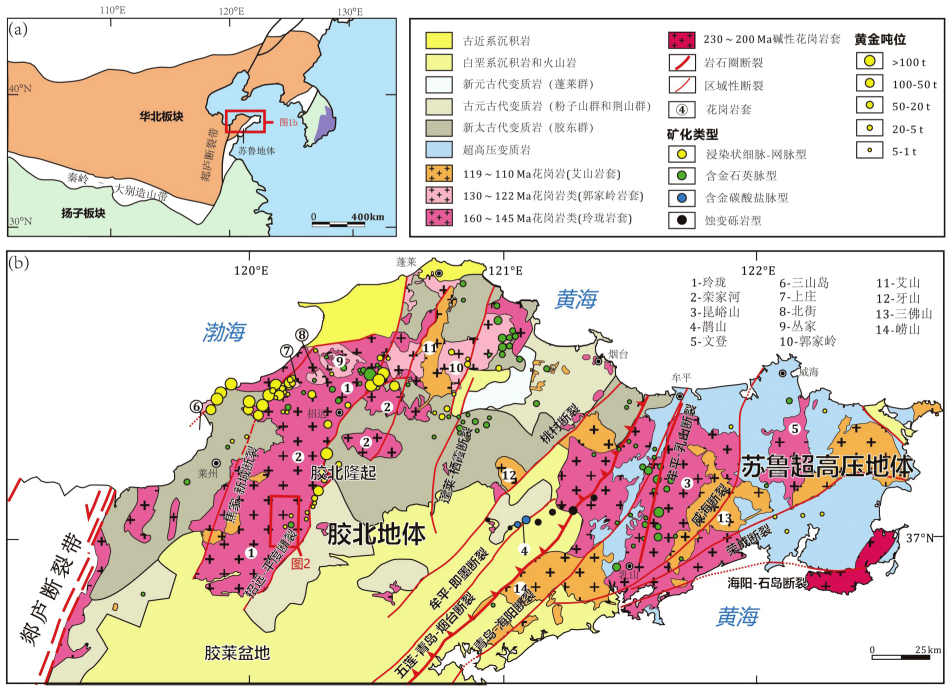 (a)
110°E
120°E
130°E
40°N
30°N
华北板块
图1b
苏鲁地体
郯庐断裂带
秦岭 — 大别造山带
扬子板块
0 400km
古近系沉积岩
白垩系沉积岩和火山岩
新元古代变质岩（蓬莱群）
古元古代变质岩（粉子山群和荆山群）
新太古代变质岩（胶东群）
超高压变质岩
119～110 Ma花岗岩(艾山岩套)
130～122 Ma花岗岩类(郭家岭岩套)
160～145 Ma花岗岩类(玲珑岩套)
230～200 Ma碱性花岗岩套
岩石圈断裂
区域性断裂
④ 花岗岩套
矿化类型
浸染状细脉-网脉型
含金石英脉型
含金碳酸盐脉型
蚀变砾岩型
黄金吨位
>100 t
100-50 t
50-20 t
20-5 t
5-1 t
(b)
120°E
121°E
122°E
37°N
蓬莱
渤海
黄海
1-玲珑
2-栾家河
3-昆嵛山
4-鹊山
5-文登
6-三山岛
7-上庄
8-北街
9-丛家
10-郭家岭
11-艾山
12-牙山
13-三佛山
14-崂山
烟台
牟平
威海
⑧
⑦
6
9
11
10
1
2
招远
2
2
5
莱州
胶北隆起
焦家-新城断裂
蓬莱-栖霞断裂
桃村断裂
牟平-乳山断裂
12
3
苏鲁超高压地体
威海断裂
13
荣成断裂
胶北地体
1
招远-平度断裂
图2
4
牟平-即墨断裂
14
乳山
海阳-石岛断裂
五莲-青岛-烟台断裂
青岛-海阳断裂
黄海
郯庐断裂带
胶莱盆地
0 25 km